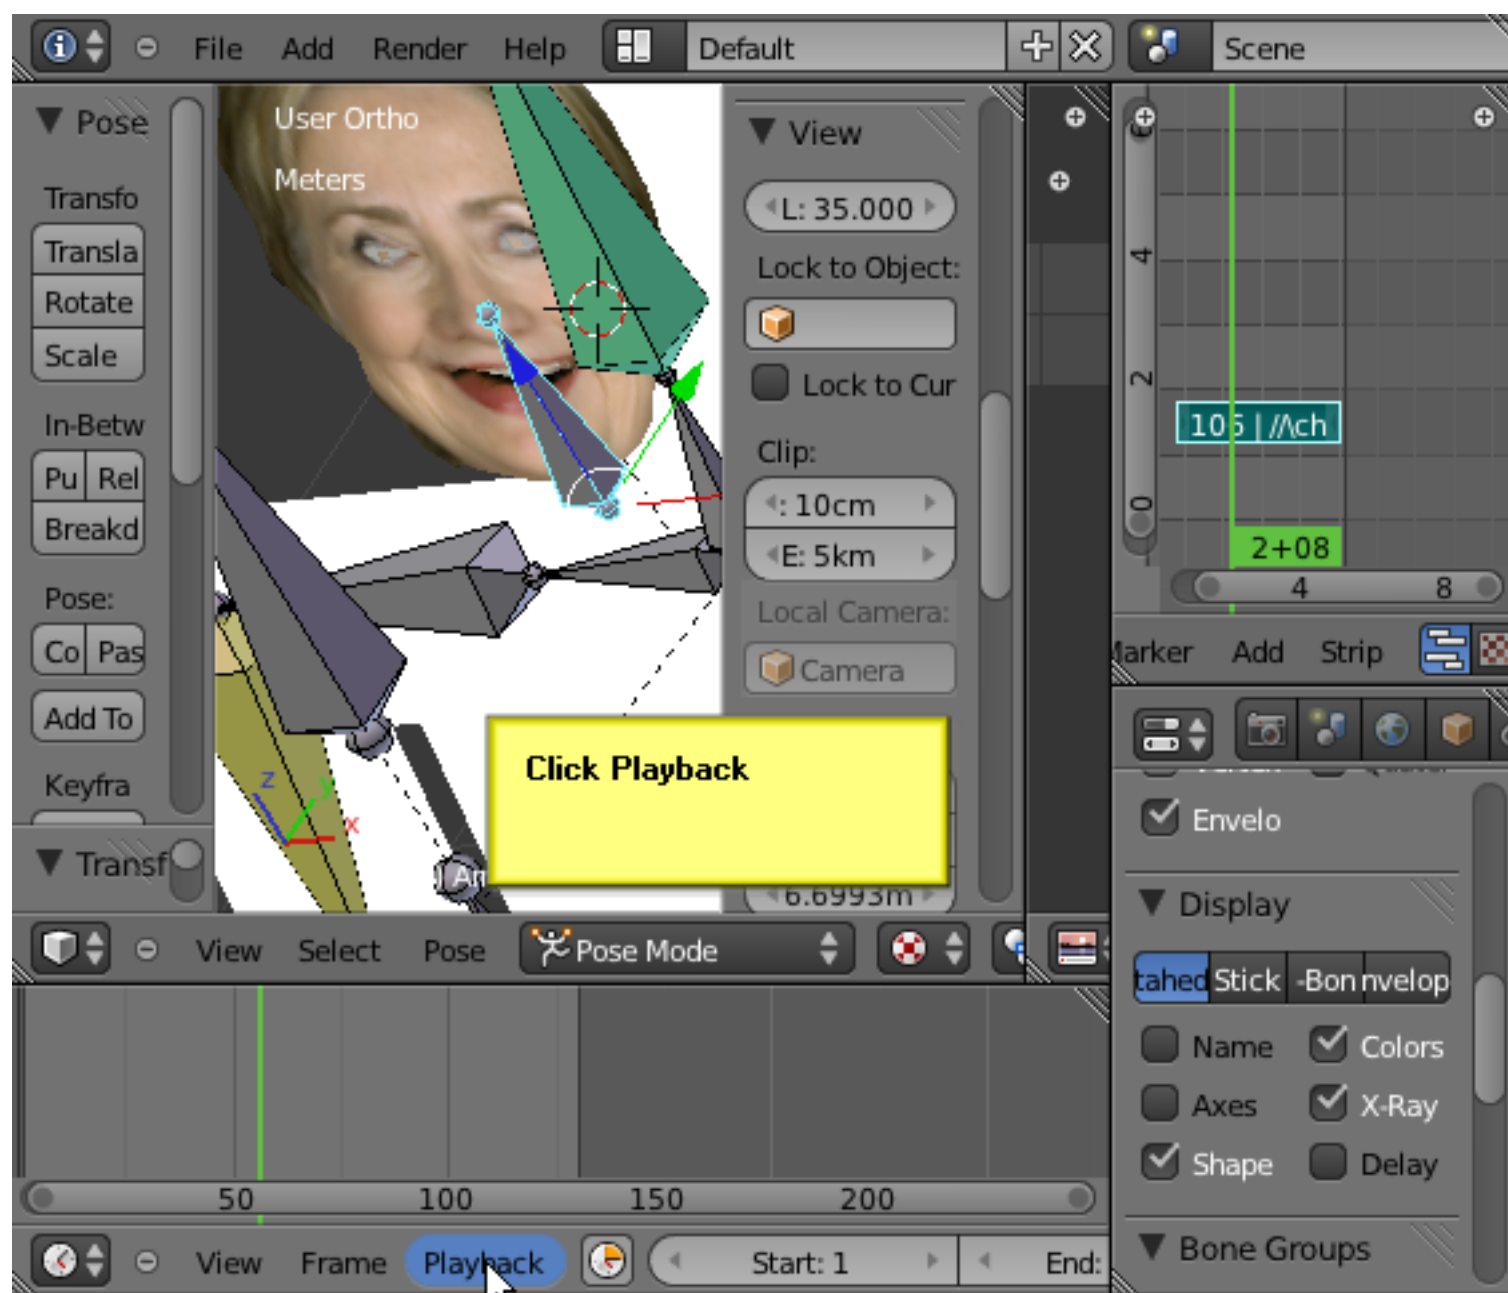 File Add Render Help Default Scene
Pose
Transfo
Transla
Rotate
Scale
In-Betw
Pu Rel
Breakd
Pose:
Co Pas
Add To
Keyfra
Transf
User Ortho
Meters
z y x
View
L: 35.000
Lock to Object:
Lock to Cur
Clip:
: 10cm
E: 5km
Local Camera:
Camera
6.6993m
Click Playback
View Select Pose Pose Mode
50 100 150 200
View Frame Playback Start: 1 End:
4
2
0
2+08
4 8
Marker Add Strip
Envelo
Display
tahed Stick -Bon nvelop
Name Colors
Axes X-Ray
Shape Delay
Bone Groups